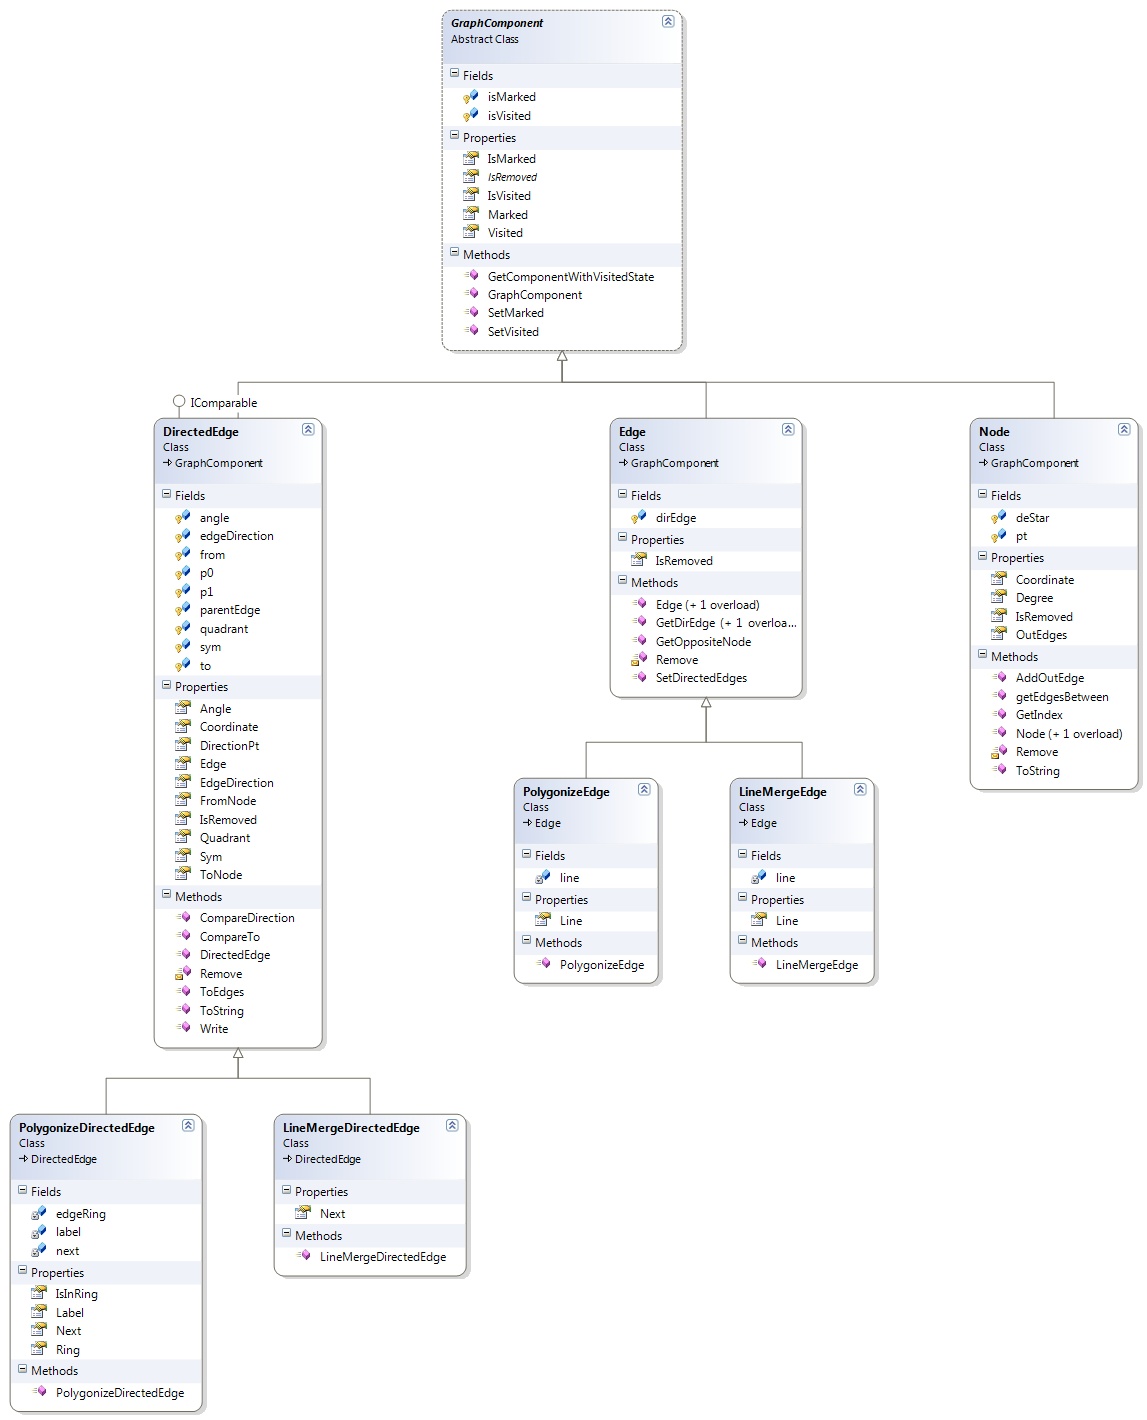 GraphComponent
Abstract Class
Fields
isMarked
isVisited
Properties
IsMarked
IsRemoved
IsVisited
Marked
Visited
Methods
GetComponentWithVisitedState
GraphComponent
SetMarked
SetVisited
IComparable
DirectedEdge
Class
→ GraphComponent
Fields
angle
edgeDirection
from
p0
p1
parentEdge
quadrant
sym
to
Properties
Angle
Coordinate
DirectionPt
Edge
EdgeDirection
FromNode
IsRemoved
Quadrant
Sym
ToNode
Methods
CompareDirection
CompareTo
DirectedEdge
Remove
ToEdges
ToString
Write
Edge
Class
→ GraphComponent
Fields
dirEdge
Properties
IsRemoved
Methods
Edge (+ 1 overload)
GetDirEdge (+ 1 overloa...
GetOppositeNode
Remove
SetDirectedEdges
Node
Class
→ GraphComponent
Fields
deStar
pt
Properties
Coordinate
Degree
IsRemoved
OutEdges
Methods
AddOutEdge
getEdgesBetween
GetIndex
Node (+ 1 overload)
Remove
ToString
PolygonizeEdge
Class
→ Edge
Fields
line
Properties
Line
Methods
PolygonizeEdge
LineMergeEdge
Class
→ Edge
Fields
line
Properties
Line
Methods
LineMergeEdge
PolygonizeDirectedEdge
Class
→ DirectedEdge
Fields
edgeRing
label
next
Properties
IsInRing
Label
Next
Ring
Methods
PolygonizeDirectedEdge
LineMergeDirectedEdge
Class
→ DirectedEdge
Properties
Next
Methods
LineMergeDirectedEdge